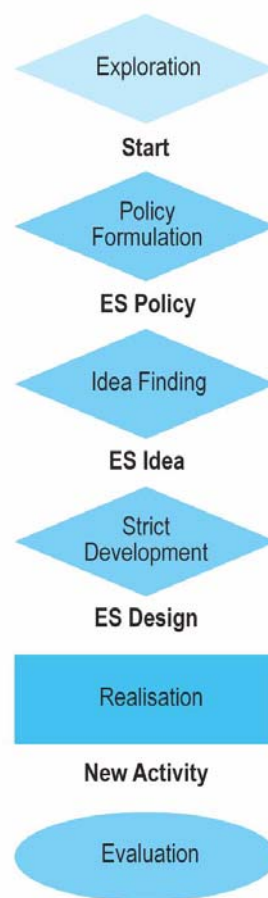 Exploration
Start
Policy
Formulation
ES Policy
Idea Finding
ES Idea
Strict
Development
ES Design
Realisation
New Activity
Evaluation